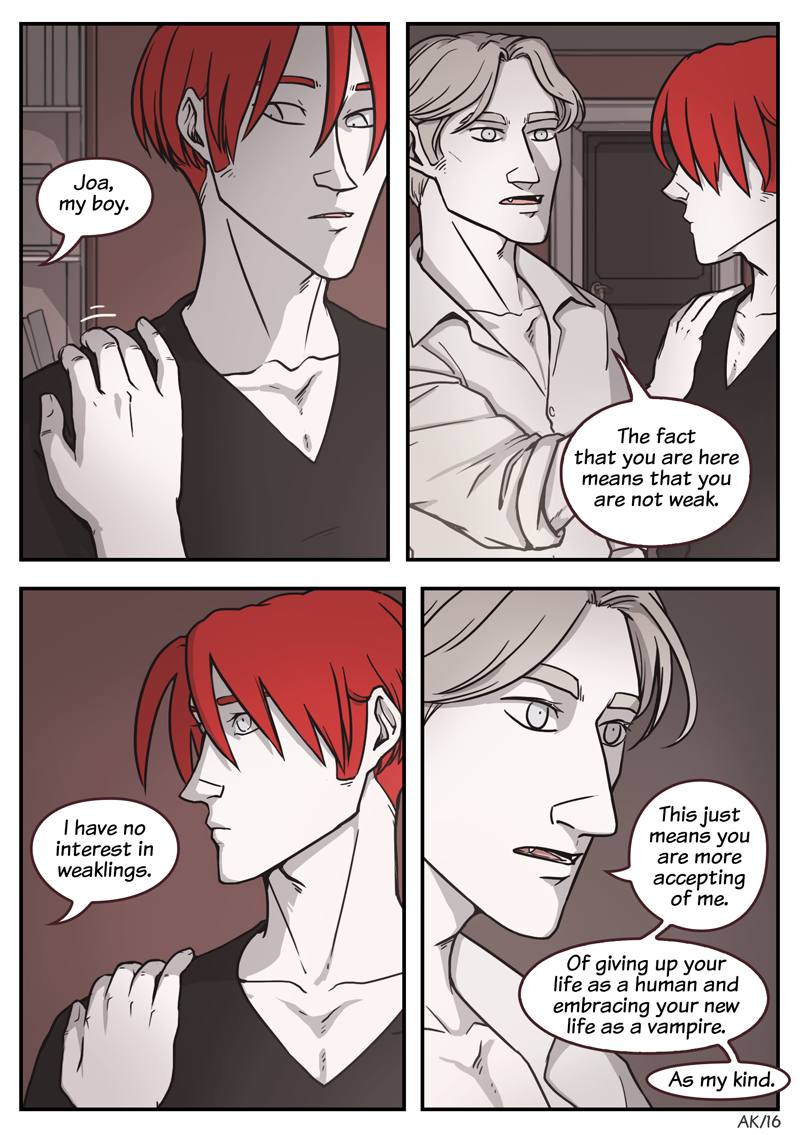 Joa,
my boy.
The fact
that you are here
means that you
are not weak.
I have no
interest in
weaklings.
This just
means you
are more
accepting
of me.
Of giving up your
life as a human and
embracing your new
life as a vampire.
As my kind.
AK/16